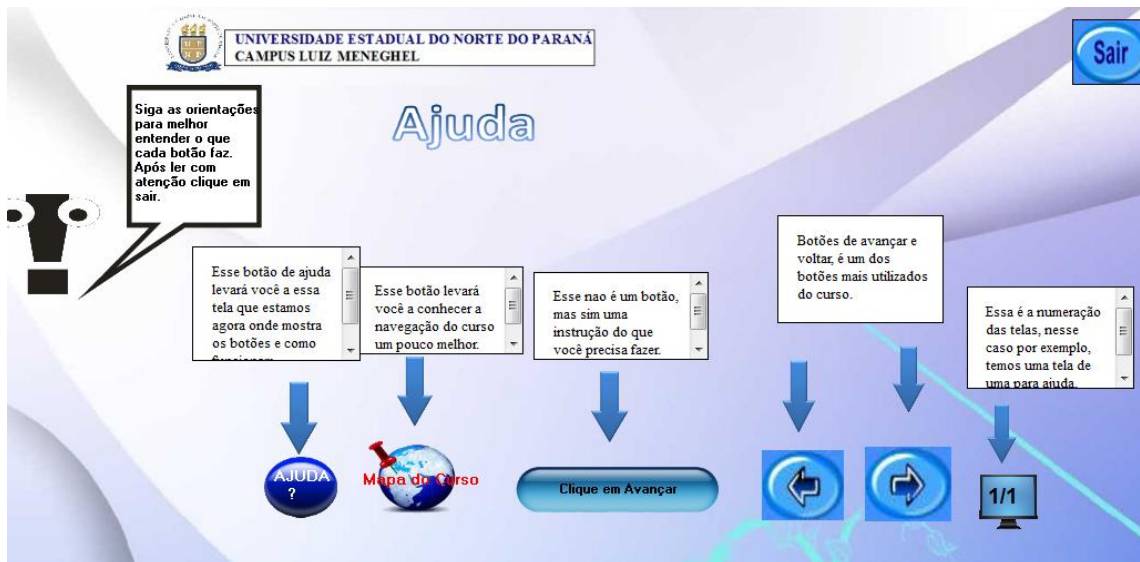 UNIVERSIDADE ESTADUAL DO NORTE DO PARANÁ
CAMPUS LUIZ MENEGHEL
Sair
Ajuda
Siga as orientações
para melhor
entender o que
cada botão faz.
Após ler com
atenção clique em
sair.
Esse botão de ajuda
levará você a essa
tela que estamos
agora onde mostra
os botões e como
funcionam
Esse botão levará
você a conhecer a
navegação do curso
um pouco melhor.
Esse nao é um botão,
mas sim uma
instrução do que
você precisa fazer.
Botões de avançar e
voltar, é um dos
botões mais utilizados
do curso.
Essa é a numeração
das telas, nesse
caso por exemplo,
temos uma tela de
uma para ajuda.
AJUDA
?
Mapa do Curso
Clique em Avançar
1/1